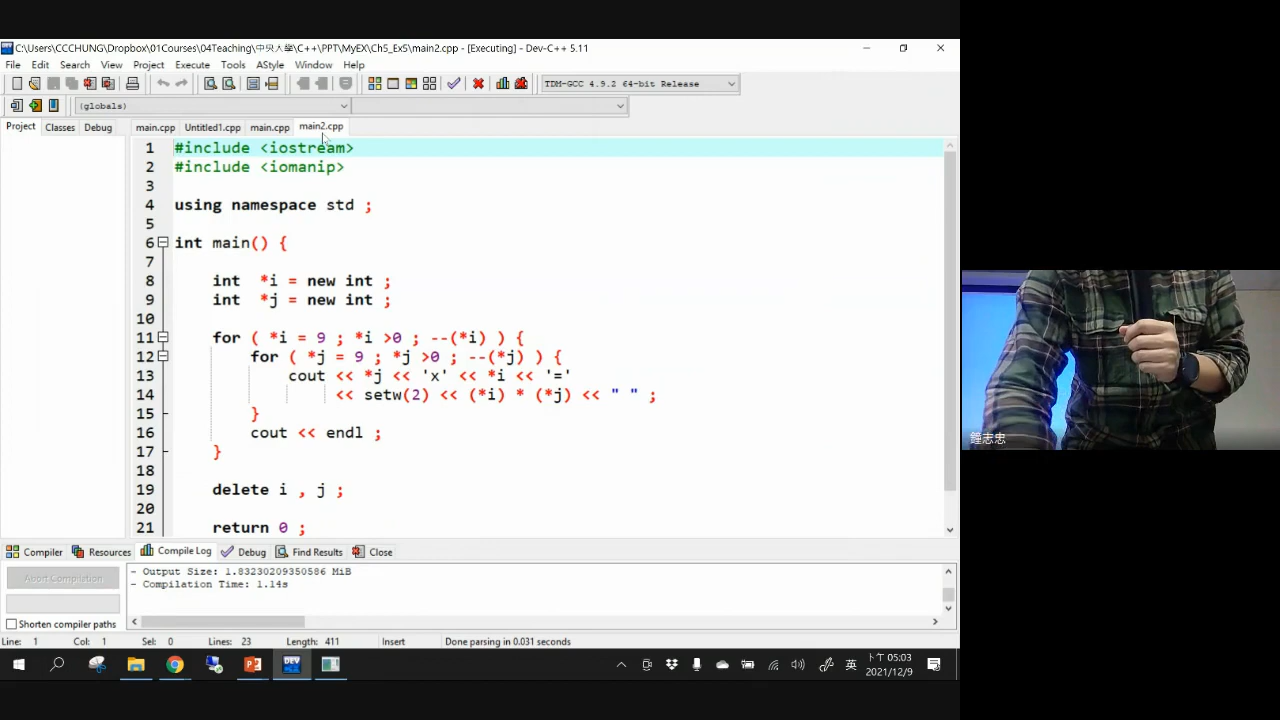 C:\Users\CCCHUNG\Dropbox\01Courses\04Teaching\中央大學\C++\PPT\MyEX\Ch5_Ex5\main2.cpp - [Executing] - Dev-C++ 5.11
File Edit Search View Project Execute Tools AStyle Window Help
TDM-GCC 4.9.2 64-bit Release
(globals)
Project Classes Debug main.cpp Untitled1.cpp main.cpp main2.cpp
1 #include <iostream>
2 #include <iomanip>
3
4 using namespace std ;
5
6 int main() {
7
8 int *i = new int ;
9 int *j = new int ;
10
11 for ( *i = 9 ; *i >0 ; --(*i) ) {
12 for ( *j = 9 ; *j >0 ; --(*j) ) {
13 cout << *j << 'x' << *i << '='
14 << setw(2) << (*i) * (*j) << " " ;
15 }
16 cout << endl ;
17 }
18
19 delete i , j ;
20
21 return 0 ;
鐘志忠
Compiler Resources Compile Log Debug Find Results Close
Abort Compilation
- Output Size: 1.83230209350586 MiB
- Compilation Time: 1.14s
Shorten compiler paths
Line: 1 Col: 1 Sel: 0 Lines: 23 Length: 411 Insert Done parsing in 0.031 seconds
DEV
英
下午 05:03
2021/12/9